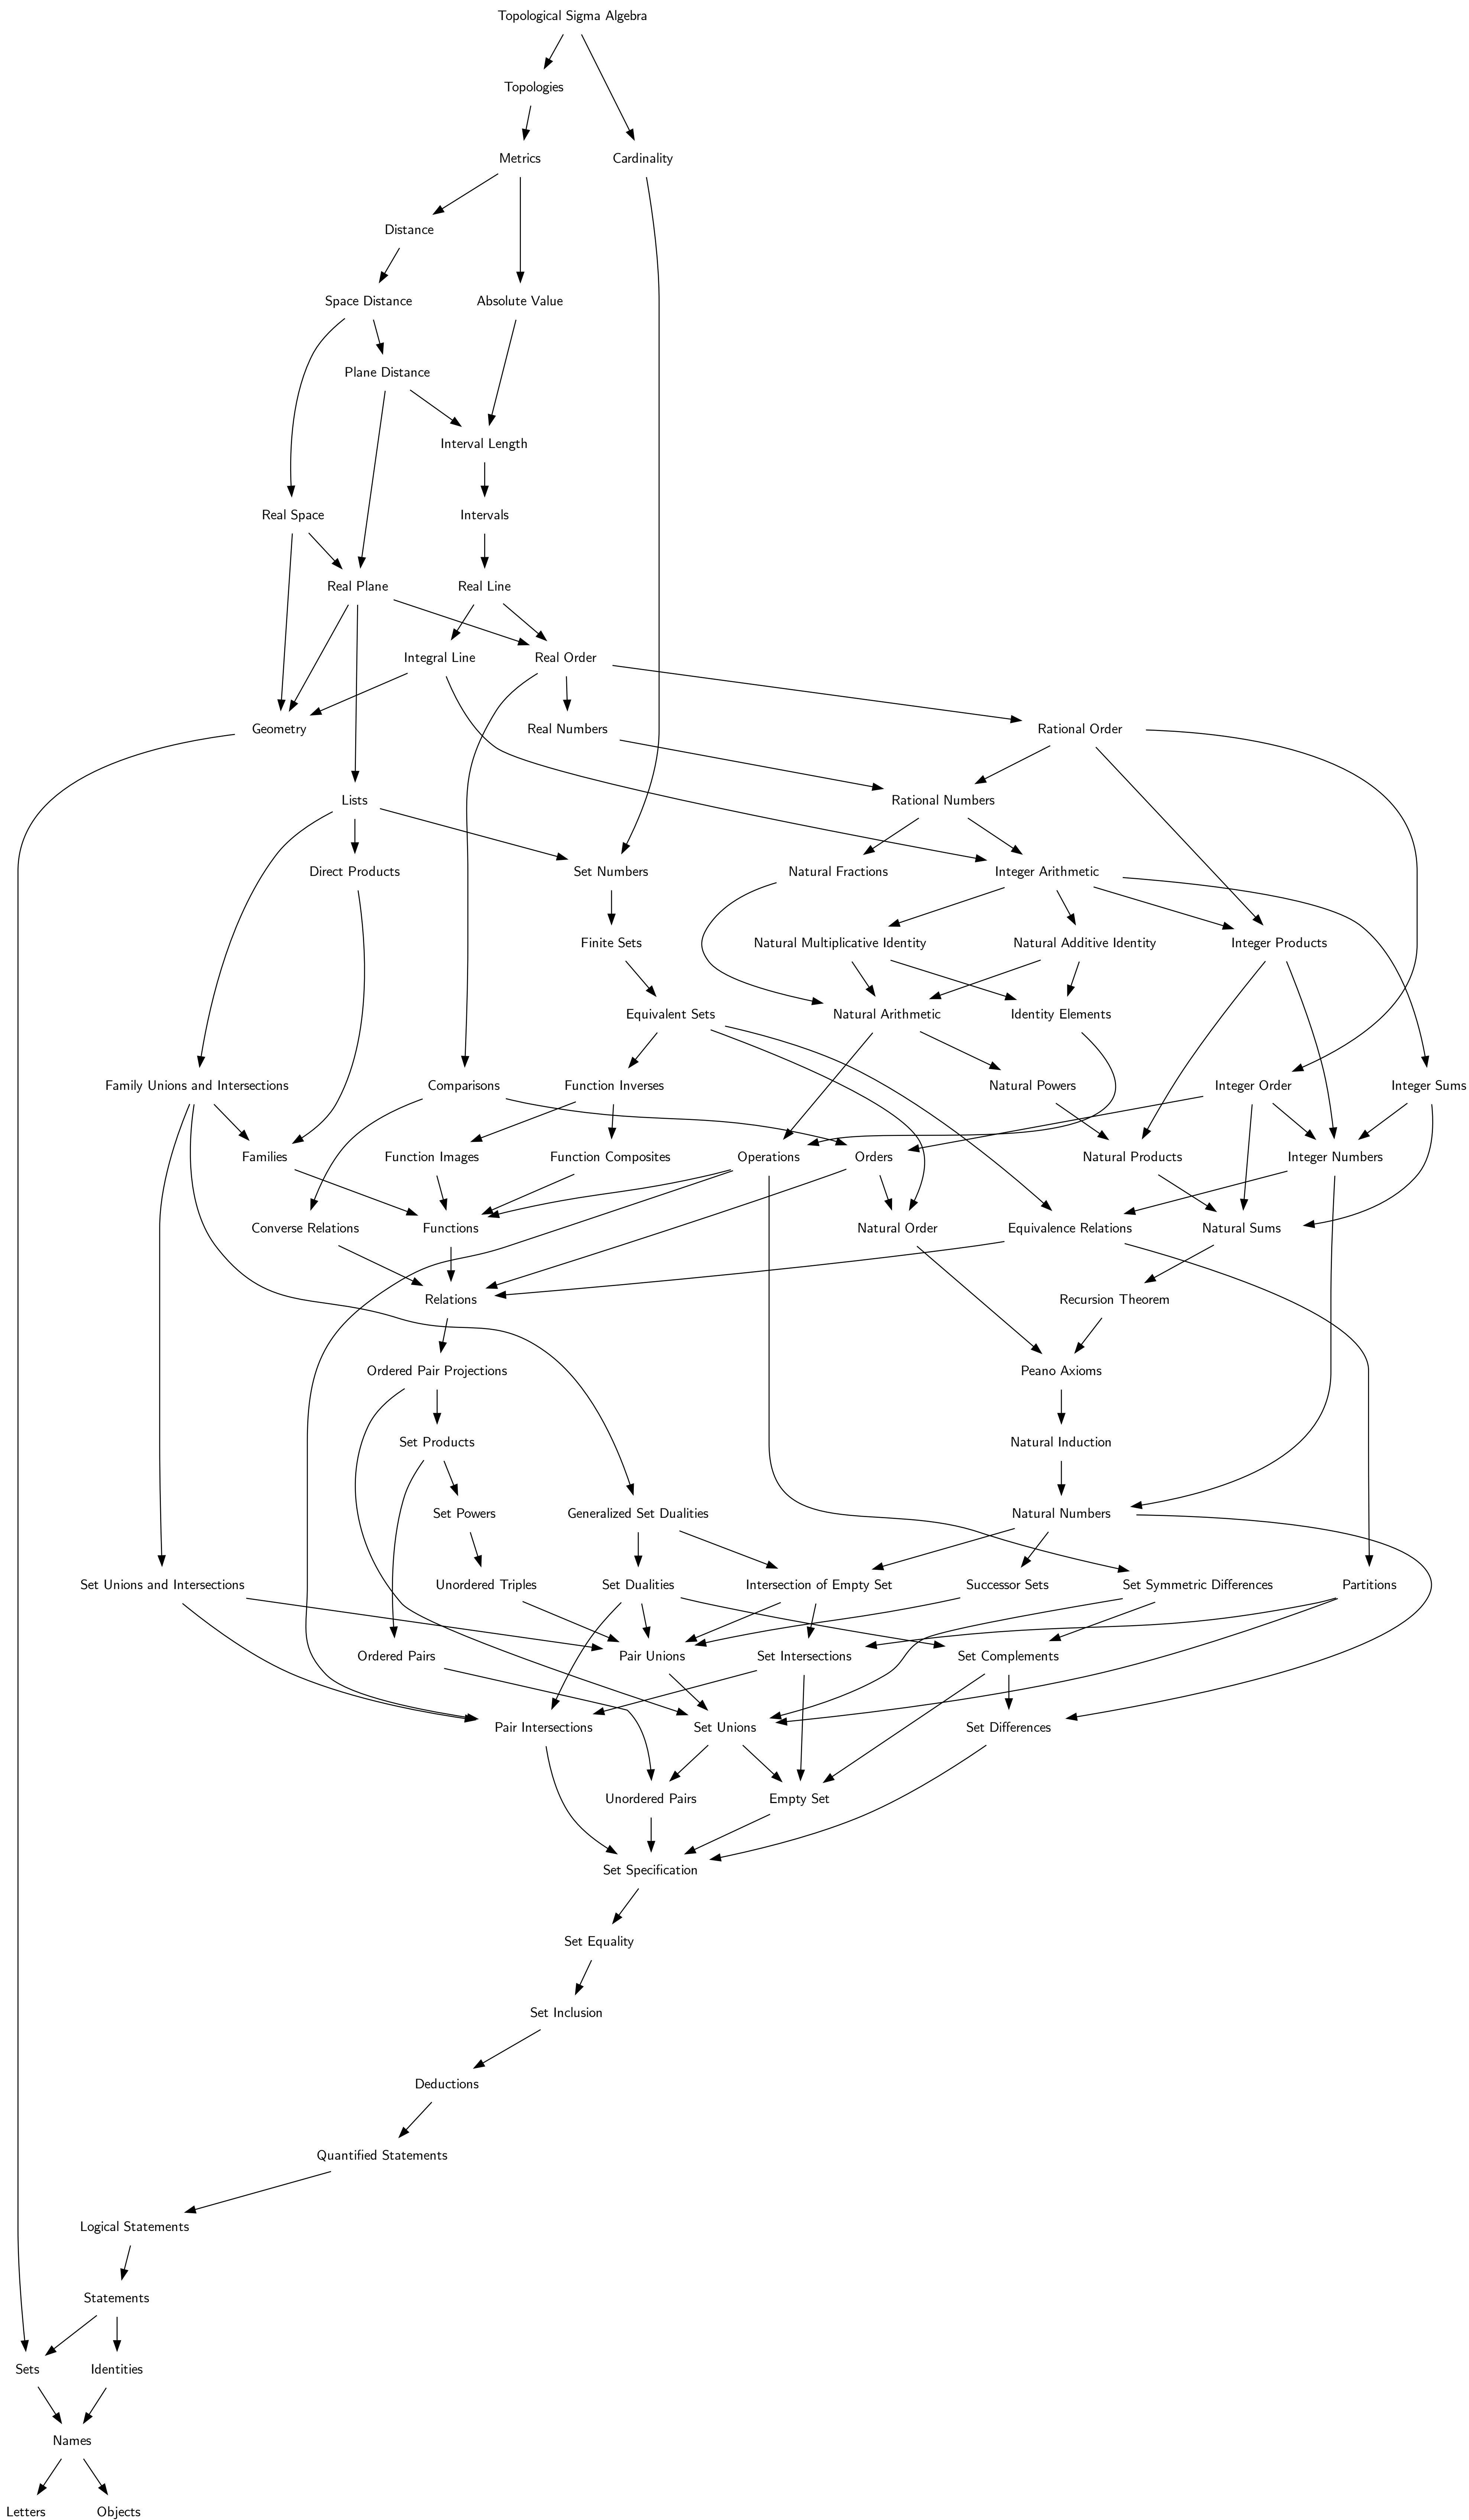 Topological Sigma Algebra
Topologies
Metrics
Cardinality
Distance
Space Distance
Absolute Value
Plane Distance
Interval Length
Real Space
Intervals
Real Plane
Real Line
Integral Line
Real Order
Geometry
Real Numbers
Rational Order
Lists
Rational Numbers
Direct Products
Set Numbers
Natural Fractions
Integer Arithmetic
Finite Sets
Natural Multiplicative Identity
Natural Additive Identity
Integer Products
Equivalent Sets
Natural Arithmetic
Identity Elements
Family Unions and Intersections
Comparisons
Function Inverses
Natural Powers
Integer Order
Integer Sums
Families
Function Images
Function Composites
Operations
Orders
Natural Products
Integer Numbers
Converse Relations
Functions
Natural Order
Equivalence Relations
Natural Sums
Relations
Recursion Theorem
Ordered Pair Projections
Peano Axioms
Set Products
Natural Induction
Set Powers
Generalized Set Dualities
Natural Numbers
Set Unions and Intersections
Unordered Triples
Set Dualities
Intersection of Empty Set
Successor Sets
Set Symmetric Differences
Partitions
Ordered Pairs
Pair Unions
Set Intersections
Set Complements
Pair Intersections
Set Unions
Set Differences
Unordered Pairs
Empty Set
Set Specification
Set Equality
Set Inclusion
Deductions
Quantified Statements
Logical Statements
Statements
Sets
Identities
Names
Letters
Objects